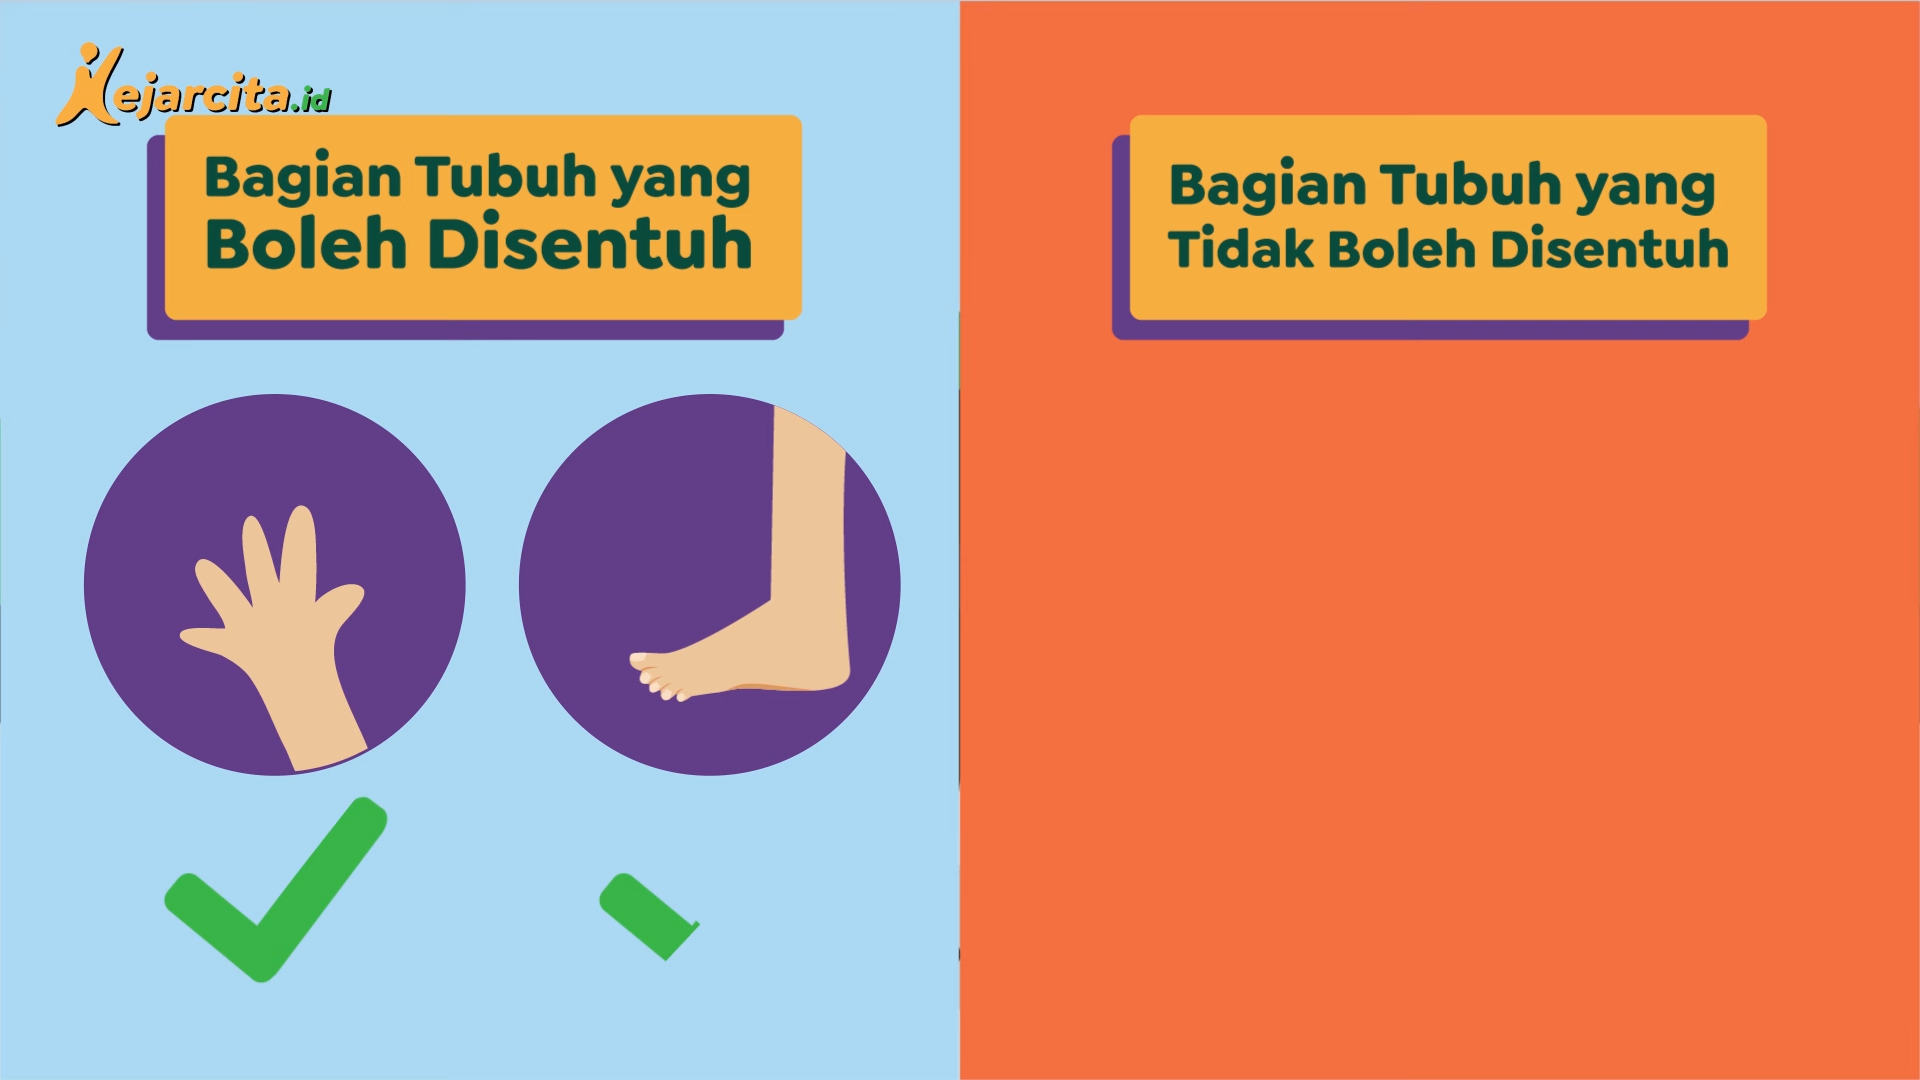 Kejarcita.id
Bagian Tubuh yang
Boleh Disentuh
Bagian Tubuh yang
Tidak Boleh Disentuh